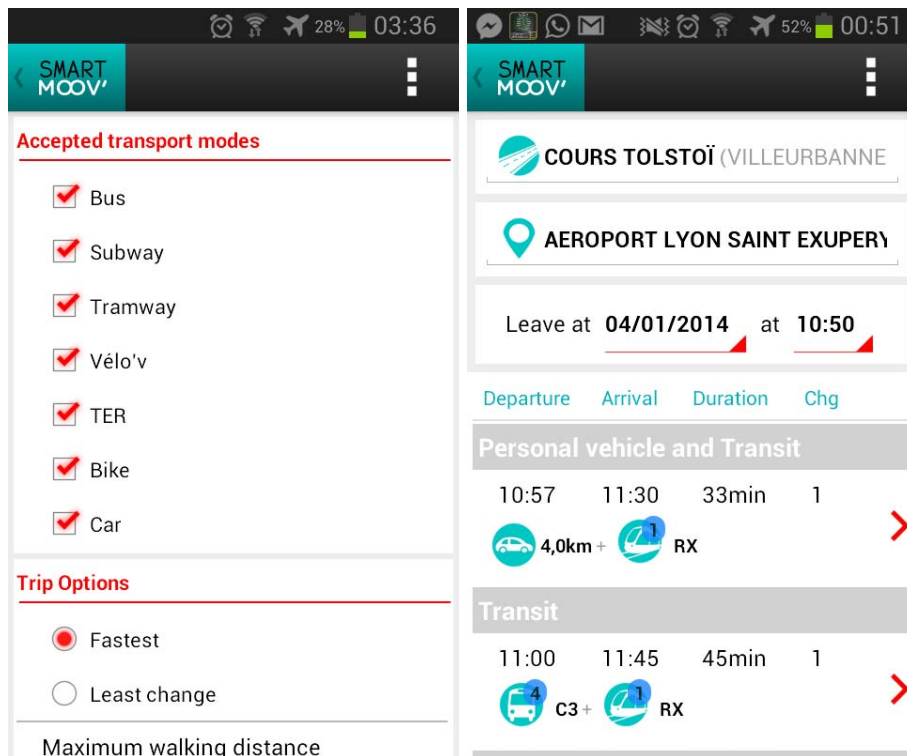 28% 03:36
SMART
MOOV'
Accepted transport modes
Bus
Subway
Tramway
Vélo'v
TER
Bike
Car
Trip Options
Fastest
Least change
Maximum walking distance
52% 00:51
SMART
MOOV'
COURS TOLSTOÏ (VILLEURBANNE
AEROPORT LYON SAINT EXUPERY
Leave at 04/01/2014 at 10:50
Departure Arrival Duration Chg
Personal vehicle and Transit
10:57 11:30 33min 1
4,0km + 1 RX
Transit
11:00 11:45 45min 1
4 C3 + 1 RX